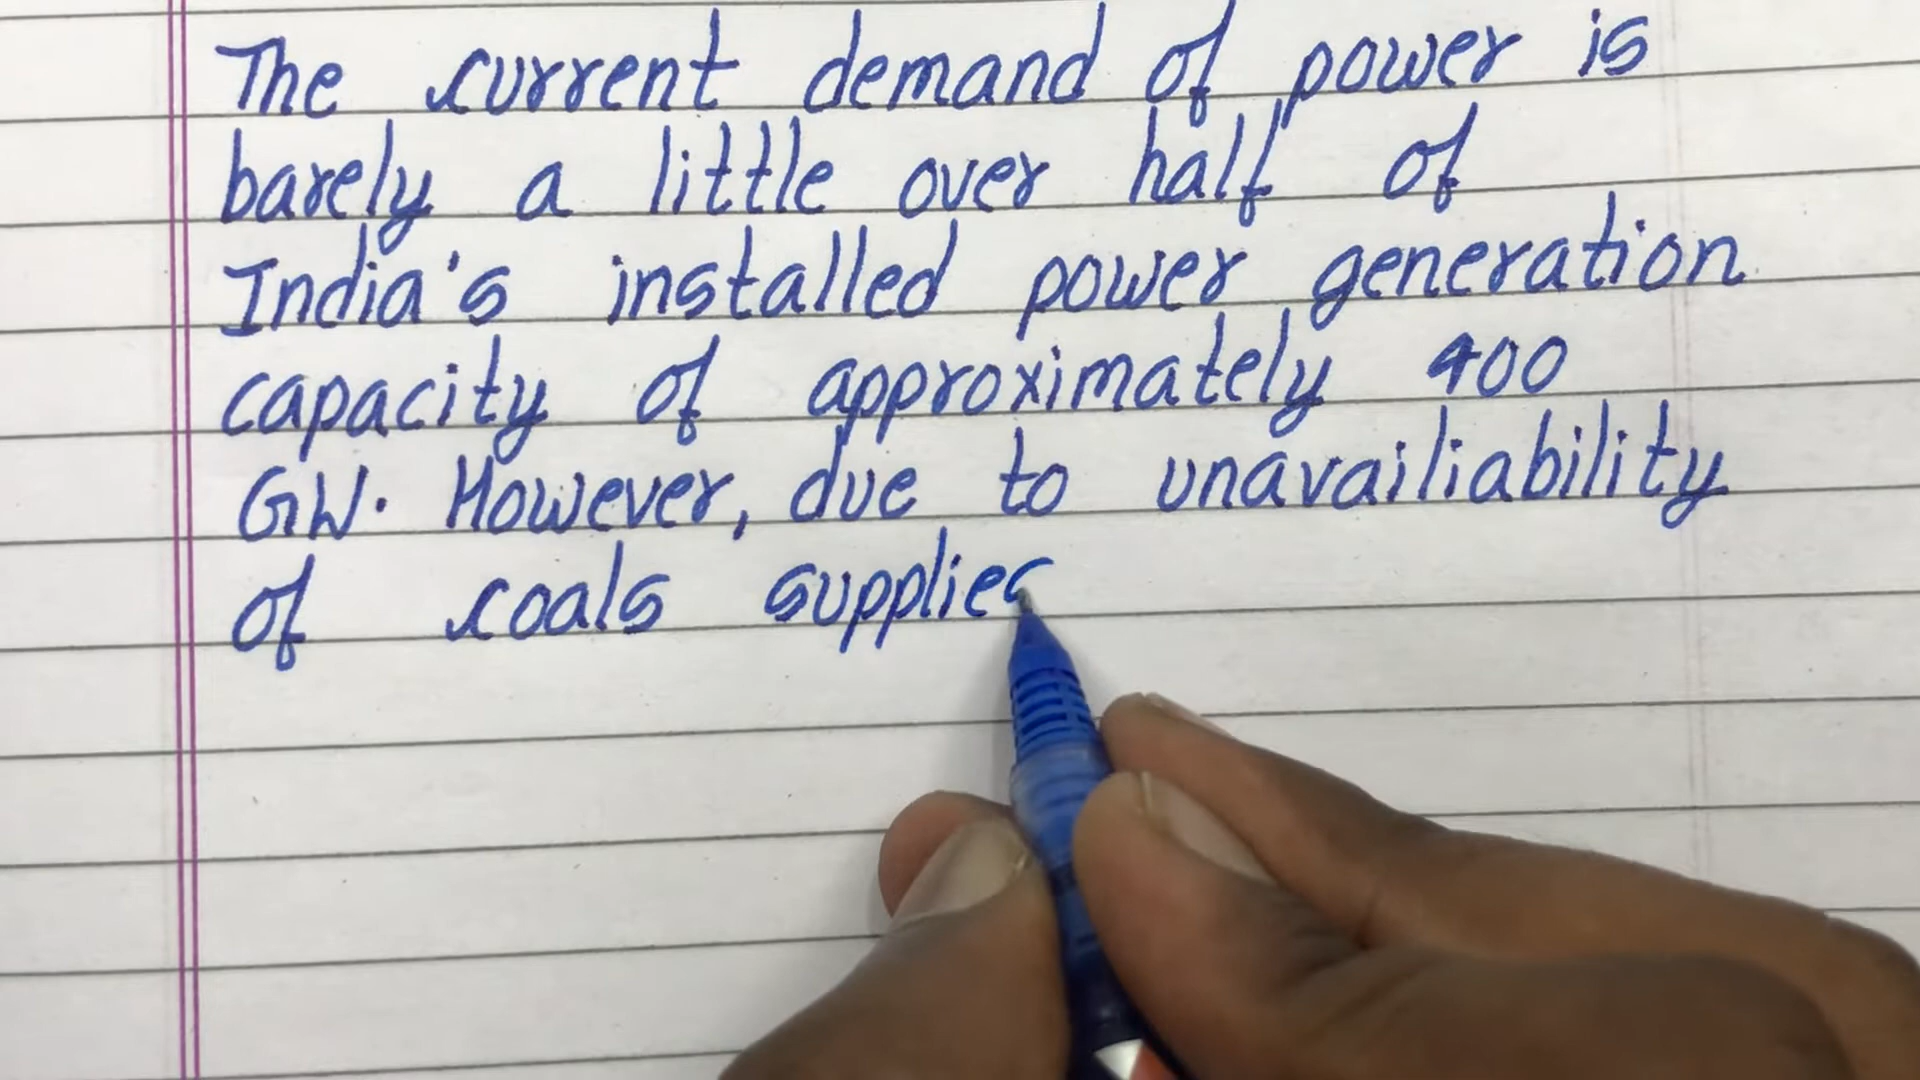 The current demand of power is
barely a little over half of
India's installed power generation
capacity of approximately 400
GW. However, due to unavailiability
of coals supplies